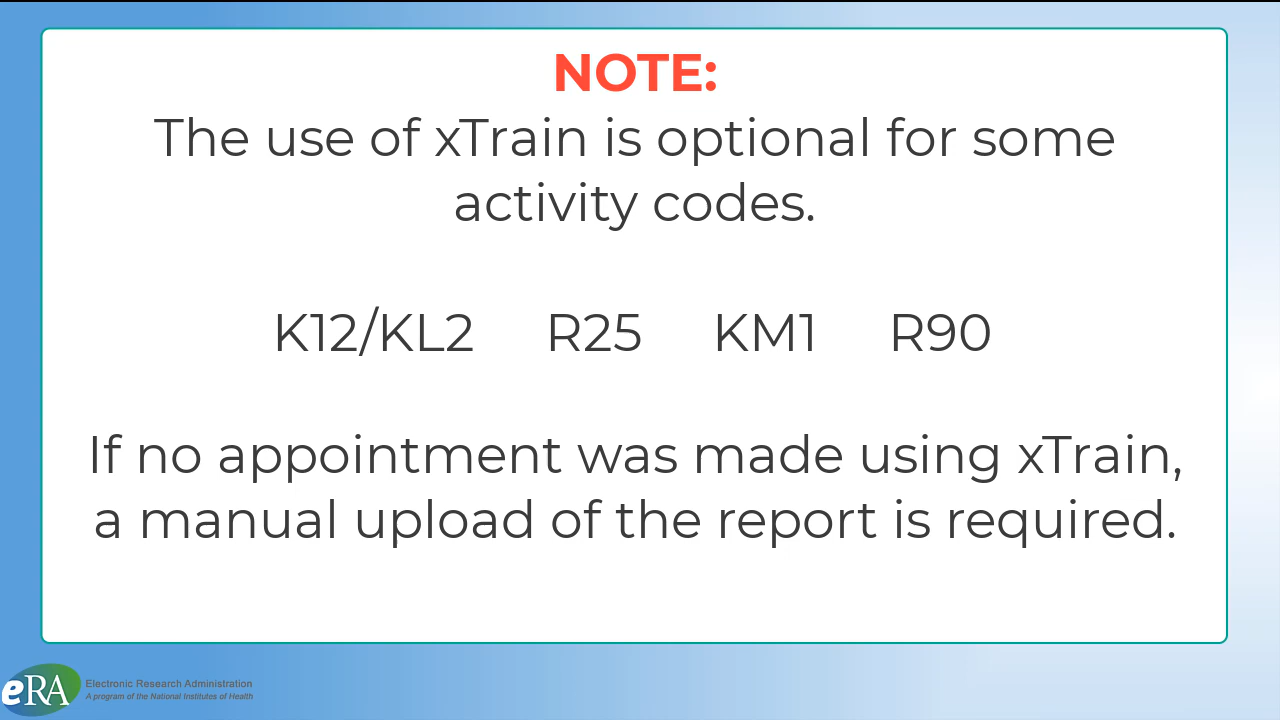 NOTE:
The use of xTrain is optional for some
activity codes.
K12/KL2 R25 KM1 R90
If no appointment was made using xTrain,
a manual upload of the report is required.
eRA
Electronic Research Administration
A program of the National Institutes of Health